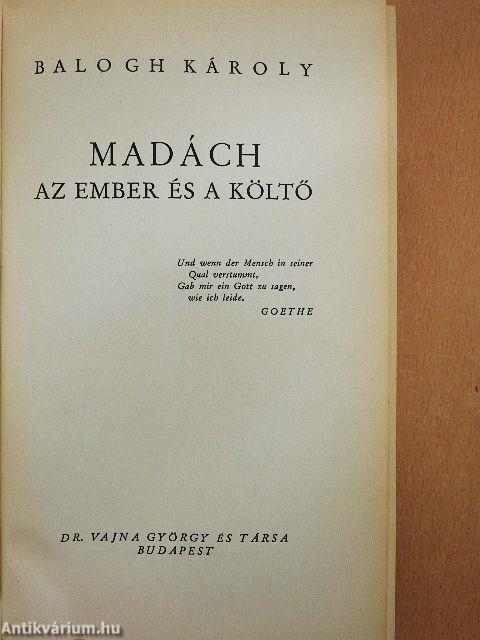 BALOGH KÁROLY
MADÁCH
AZ EMBER ÉS A KÖLTŐ
Und wenn der Mensch in seiner
Qual verstummt,
Gab mir ein Gott zu sagen,
wie ich leide.
GOETHE
DR. VAJNA GYÖRGY ÉS TÁRSA
BUDAPEST
Antikvárium.hu